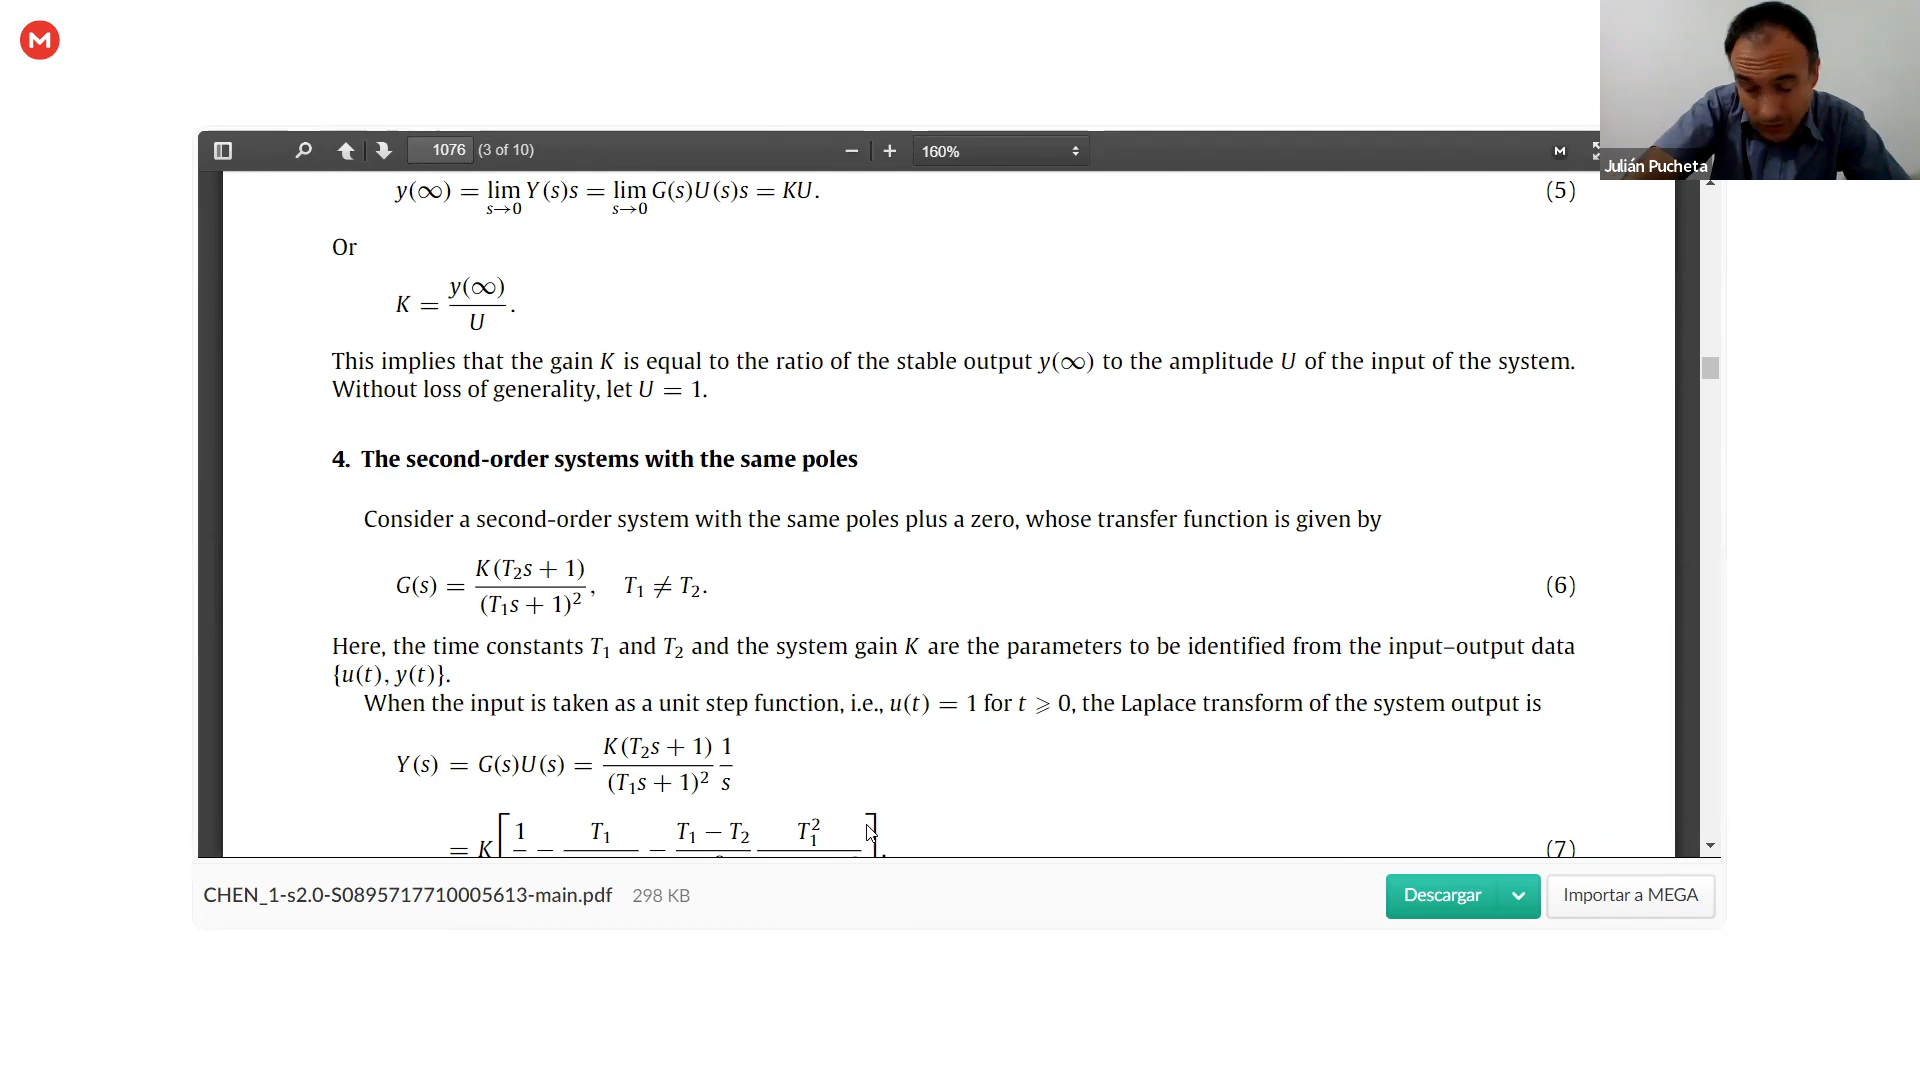 M
Julián Pucheta
1076 (3 of 10)
160%
M
y(∞) = lim Y(s)s = lim G(s)U(s)s = KU. (5)
s→0 s→0
Or
K = y(∞) / U .
This implies that the gain K is equal to the ratio of the stable output y(∞) to the amplitude U of the input of the system.
Without loss of generality, let U = 1.
4. The second-order systems with the same poles
Consider a second-order system with the same poles plus a zero, whose transfer function is given by
G(s) = K(T₂s + 1) / (T₁s + 1)², T₁ ≠ T₂. (6)
Here, the time constants T₁ and T₂ and the system gain K are the parameters to be identified from the input–output data
{u(t), y(t)}.
When the input is taken as a unit step function, i.e., u(t) = 1 for t ⩾ 0, the Laplace transform of the system output is
Y(s) = G(s)U(s) = K(T₂s + 1) / (T₁s + 1)² 1 / s
= K[ 1 − T₁ − T₁ − T₂ T₁² ]. (7)
CHEN_1-s2.0-S0895717710005613-main.pdf 298 KB
Descargar
Importar a MEGA